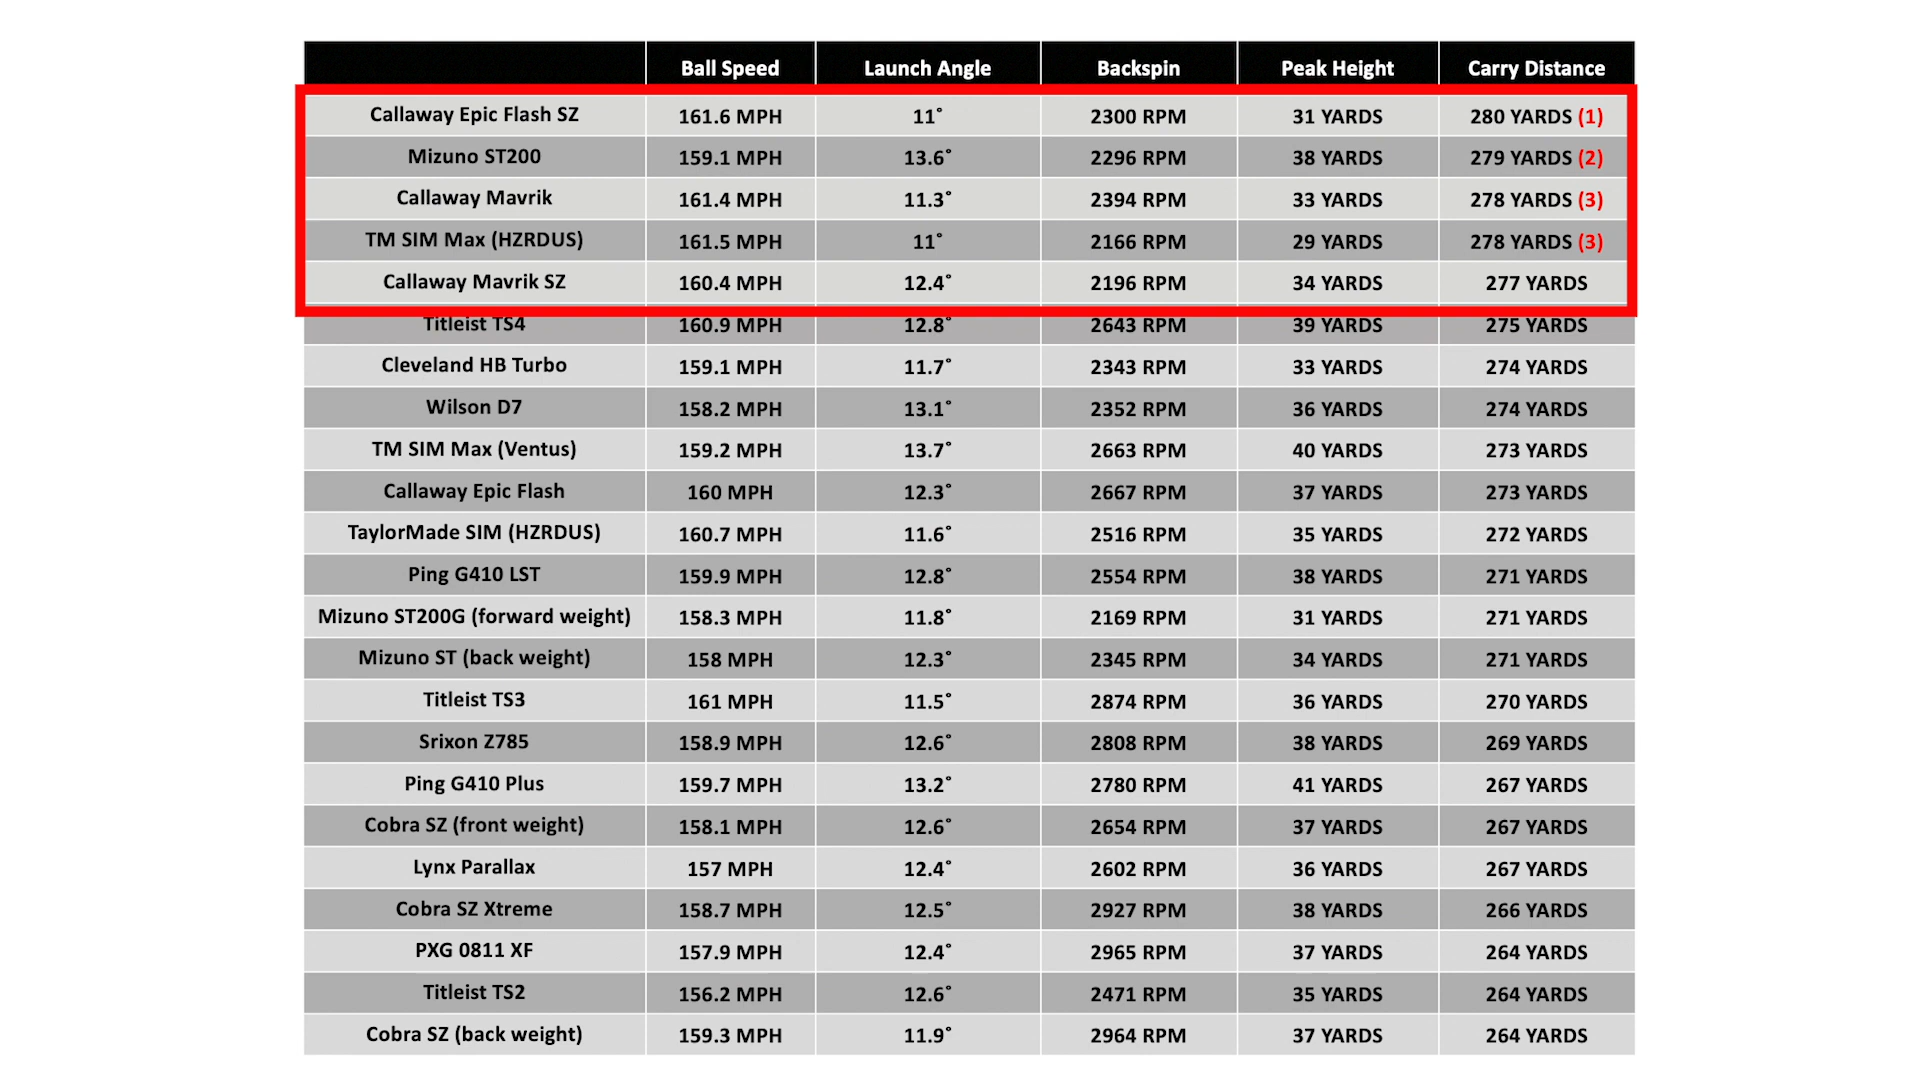 Ball Speed Launch Angle Backspin Peak Height Carry Distance
Callaway Epic Flash SZ 161.6 MPH 11˚ 2300 RPM 31 YARDS 280 YARDS (1)
Mizuno ST200 159.1 MPH 13.6˚ 2296 RPM 38 YARDS 279 YARDS (2)
Callaway Mavrik 161.4 MPH 11.3˚ 2394 RPM 33 YARDS 278 YARDS (3)
TM SIM Max (HZRDUS) 161.5 MPH 11˚ 2166 RPM 29 YARDS 278 YARDS (3)
Callaway Mavrik SZ 160.4 MPH 12.4˚ 2196 RPM 34 YARDS 277 YARDS
Titleist TS4 160.9 MPH 12.8˚ 2643 RPM 39 YARDS 275 YARDS
Cleveland HB Turbo 159.1 MPH 11.7˚ 2343 RPM 33 YARDS 274 YARDS
Wilson D7 158.2 MPH 13.1˚ 2352 RPM 36 YARDS 274 YARDS
TM SIM Max (Ventus) 159.2 MPH 13.7˚ 2663 RPM 40 YARDS 273 YARDS
Callaway Epic Flash 160 MPH 12.3˚ 2667 RPM 37 YARDS 273 YARDS
TaylorMade SIM (HZRDUS) 160.7 MPH 11.6˚ 2516 RPM 35 YARDS 272 YARDS
Ping G410 LST 159.9 MPH 12.8˚ 2554 RPM 38 YARDS 271 YARDS
Mizuno ST200G (forward weight) 158.3 MPH 11.8˚ 2169 RPM 31 YARDS 271 YARDS
Mizuno ST (back weight) 158 MPH 12.3˚ 2345 RPM 34 YARDS 271 YARDS
Titleist TS3 161 MPH 11.5˚ 2874 RPM 36 YARDS 270 YARDS
Srixon Z785 158.9 MPH 12.6˚ 2808 RPM 38 YARDS 269 YARDS
Ping G410 Plus 159.7 MPH 13.2˚ 2780 RPM 41 YARDS 267 YARDS
Cobra SZ (front weight) 158.1 MPH 12.6˚ 2654 RPM 37 YARDS 267 YARDS
Lynx Parallax 157 MPH 12.4˚ 2602 RPM 36 YARDS 267 YARDS
Cobra SZ Xtreme 158.7 MPH 12.5˚ 2927 RPM 38 YARDS 266 YARDS
PXG 0811 XF 157.9 MPH 12.4˚ 2965 RPM 37 YARDS 264 YARDS
Titleist TS2 156.2 MPH 12.6˚ 2471 RPM 35 YARDS 264 YARDS
Cobra SZ (back weight) 159.3 MPH 11.9˚ 2964 RPM 37 YARDS 264 YARDS